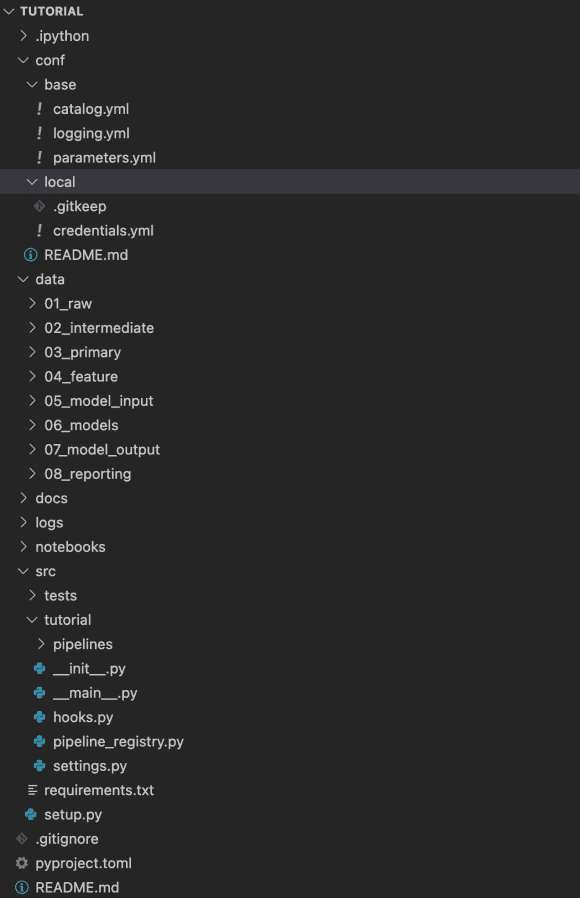 TUTORIAL
.ipython
conf
base
catalog.yml
logging.yml
parameters.yml
local
.gitkeep
credentials.yml
README.md
data
01_raw
02_intermediate
03_primary
04_feature
05_model_input
06_models
07_model_output
08_reporting
docs
logs
notebooks
src
tests
tutorial
pipelines
__init__.py
__main__.py
hooks.py
pipeline_registry.py
settings.py
requirements.txt
setup.py
.gitignore
pyproject.toml
README.md